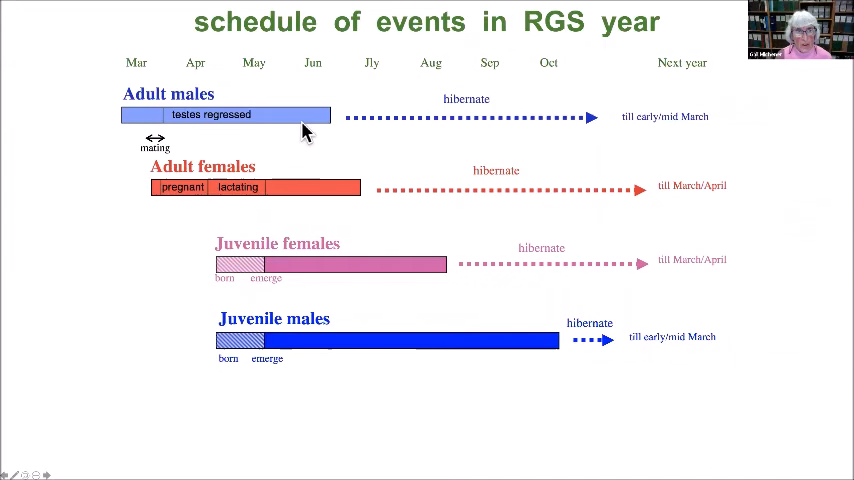 schedule of events in RGS year
Mar Apr May Jun Jly Aug Sep Oct Next year
Adult males
testes regressed
hibernate
till early/mid March
mating
Adult females
pregnant lactating
hibernate
till March/April
Juvenile females
hibernate
till March/April
born emerge
Juvenile males
hibernate
till early/mid March
born emerge
Gail Michener